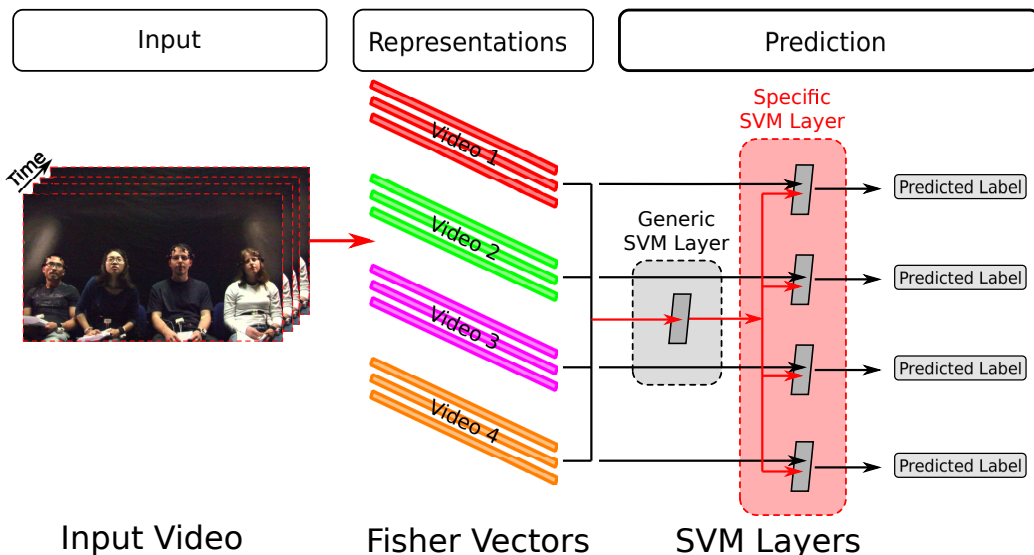 Input
Representations
Prediction
Specific
SVM Layer
Time
Video 1
Video 2
Video 3
Video 4
Generic
SVM Layer
Predicted Label
Predicted Label
Predicted Label
Predicted Label
Input Video
Fisher Vectors
SVM Layers